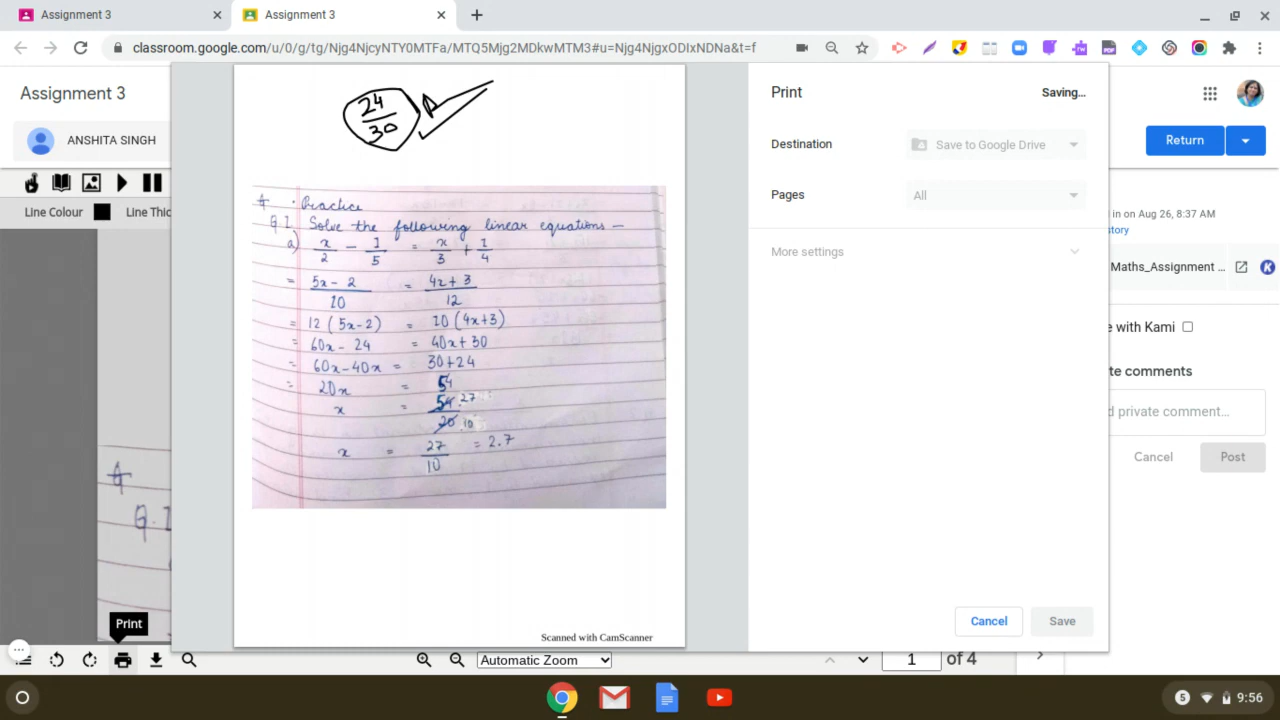 Assignment 3
Assignment 3
classroom.google.com/u/0/g/tg/Njg4NjcyNTY0MTFa/MTQ5Mjg2MDkwMTM3#u=Njg4NjgxODIxNDNa&t=f
Assignment 3
ANSHITA SINGH
Line Colour
Line Thic
24
30
Practice
Q.1. Solve the following linear equations —
a) x/2 - 1/5 = x/3 + 1/4
= 5x - 2 / 10 = 4x + 3 / 12
= 12 (5x-2) = 10 (4x+3)
= 60x - 24 = 40x + 30
= 60x - 40x = 30 + 24
= 20x = 54
x = 54 27 / 20 10
x = 27/10 = 2.7
Scanned with CamScanner
Q.1
Print
Saving...
Destination
Save to Google Drive
Pages
All
More settings
Cancel
Save
Return
in on Aug 26, 8:37 AM
story
Maths_Assignment ...
e with Kami
te comments
d private comment...
Cancel
Post
Print
Automatic Zoom
1
of 4
5
9:56